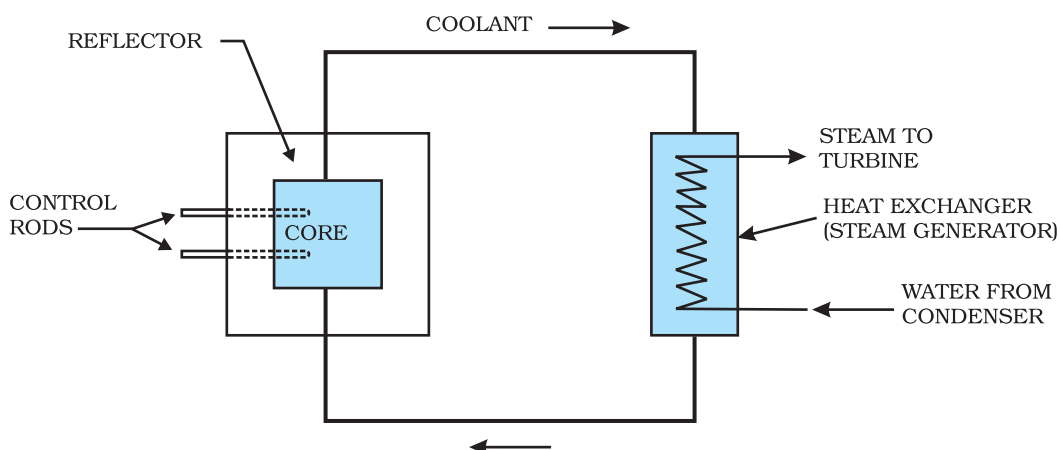 COOLANT
REFLECTOR
STEAM TO
TURBINE
CONTROL
RODS
CORE
HEAT EXCHANGER
(STEAM GENERATOR)
WATER FROM
CONDENSER